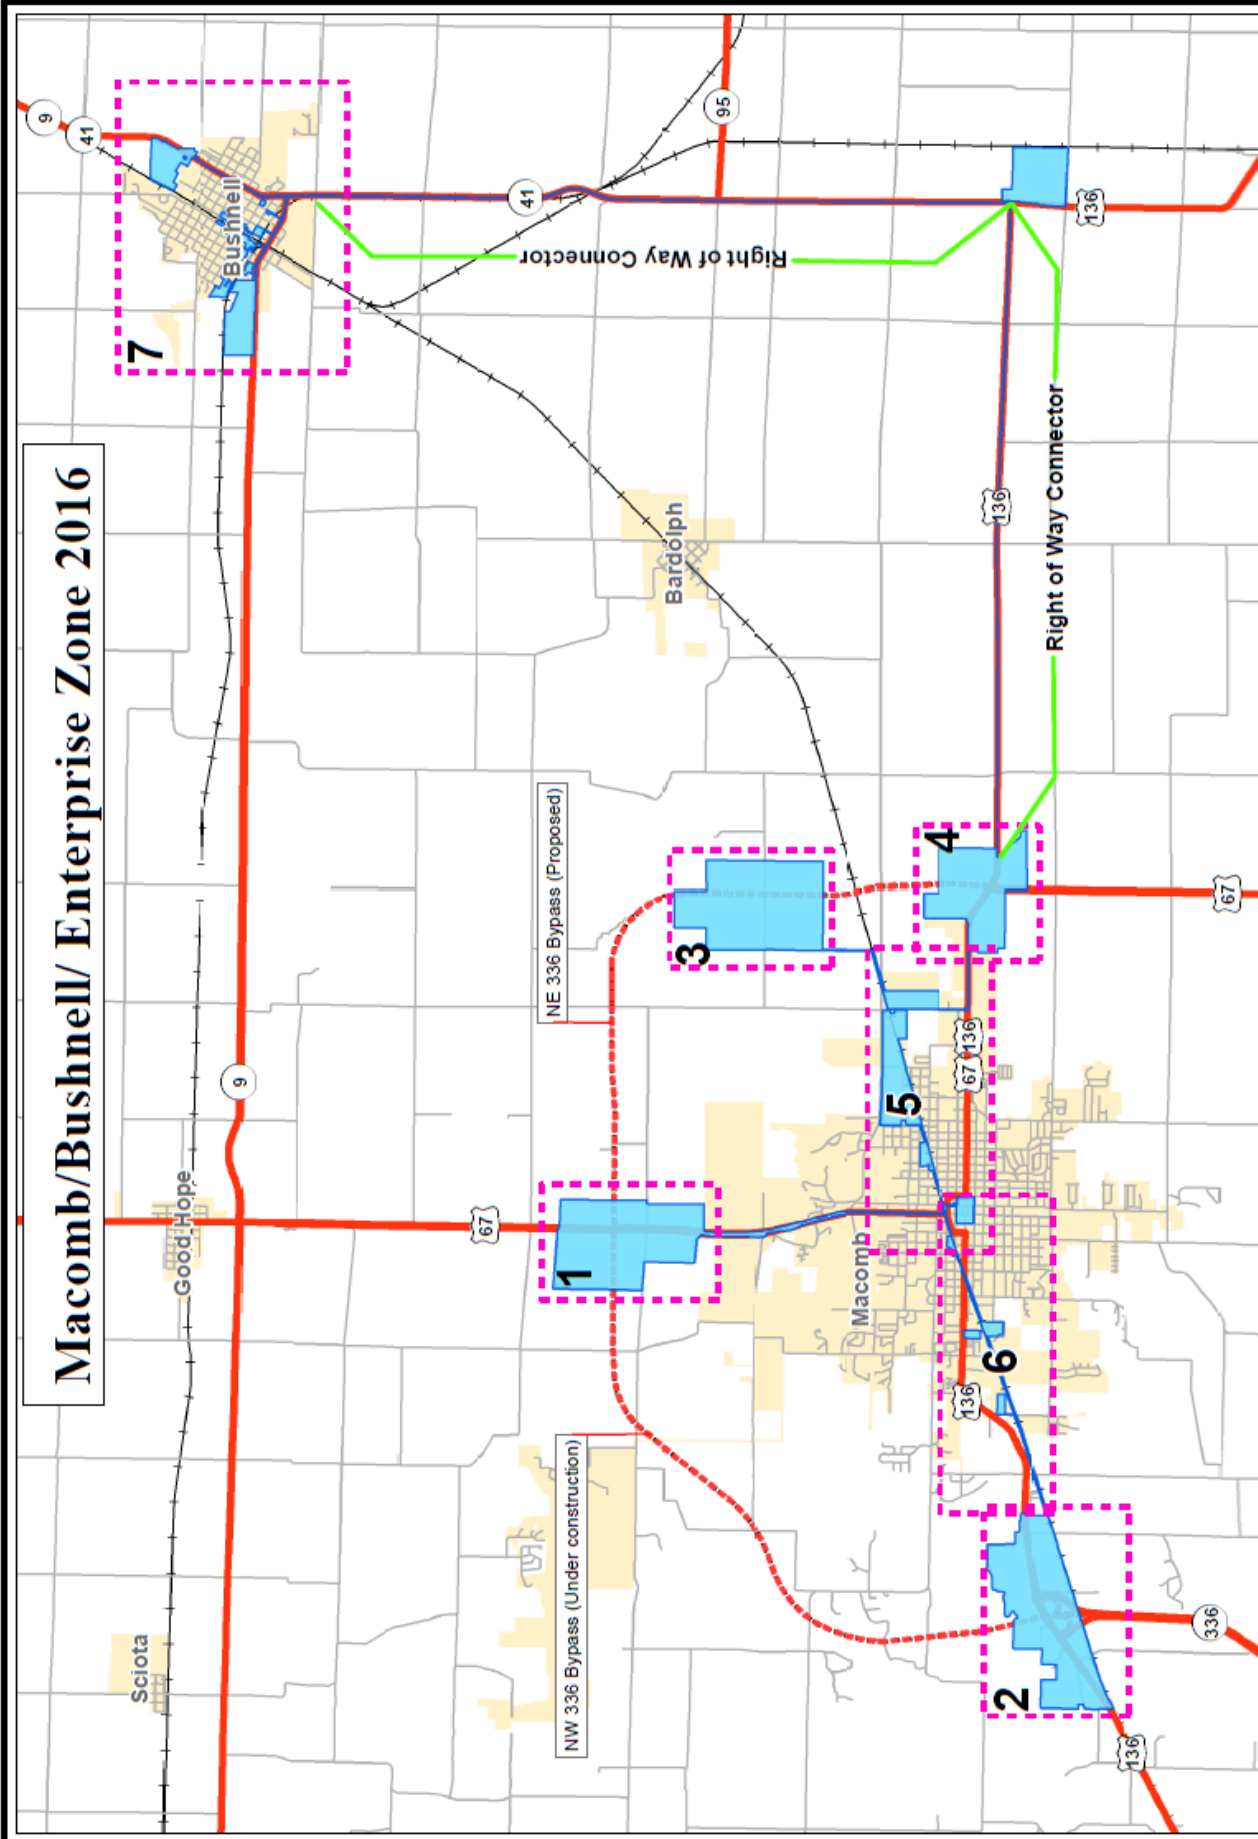 Macomb/Bushnell/ Enterprise Zone 2016
Sciota
Good Hope
9
67
9
41
7
Bushnell
NW 336 Bypass (Under construction)
NE 336 Bypass (Proposed)
1
3
Bardolph
41
95
Right of Way Connector
Macomb
5
4
67
136
136
6
136
2
136
336
67
Right of Way Connector
136